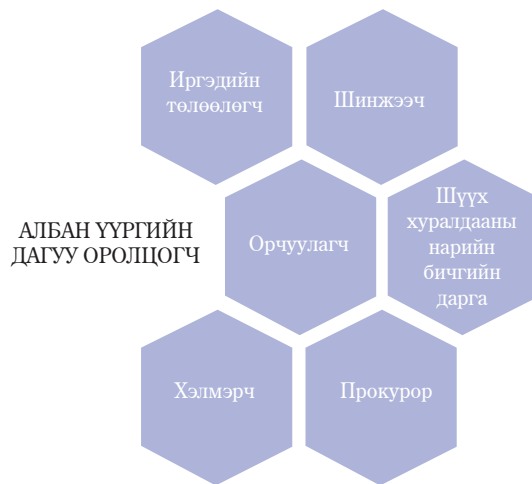 Иргэдийн
төлөөлөгч
Шинжээч
АЛБАН ҮҮРГИЙН
ДАГУУ ОРОЛЦОГЧ
Орчуулагч
Шүүх
хуралдааны
нарийн
бичгийн
дарга
Хэлмэрч
Прокурор